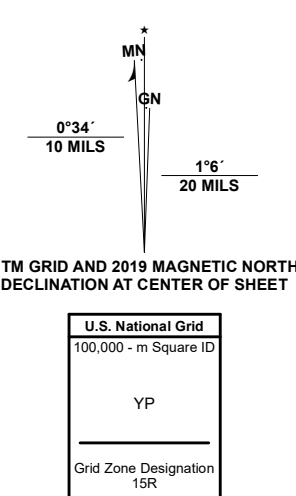 ★
MN
GN
0°34´
10 MILS
1°6´
20 MILS
TM GRID AND 2019 MAGNETIC NORTH
DECLINATION AT CENTER OF SHEET
U.S. National Grid
100,000 - m Square ID
YP
Grid Zone Designation
15R